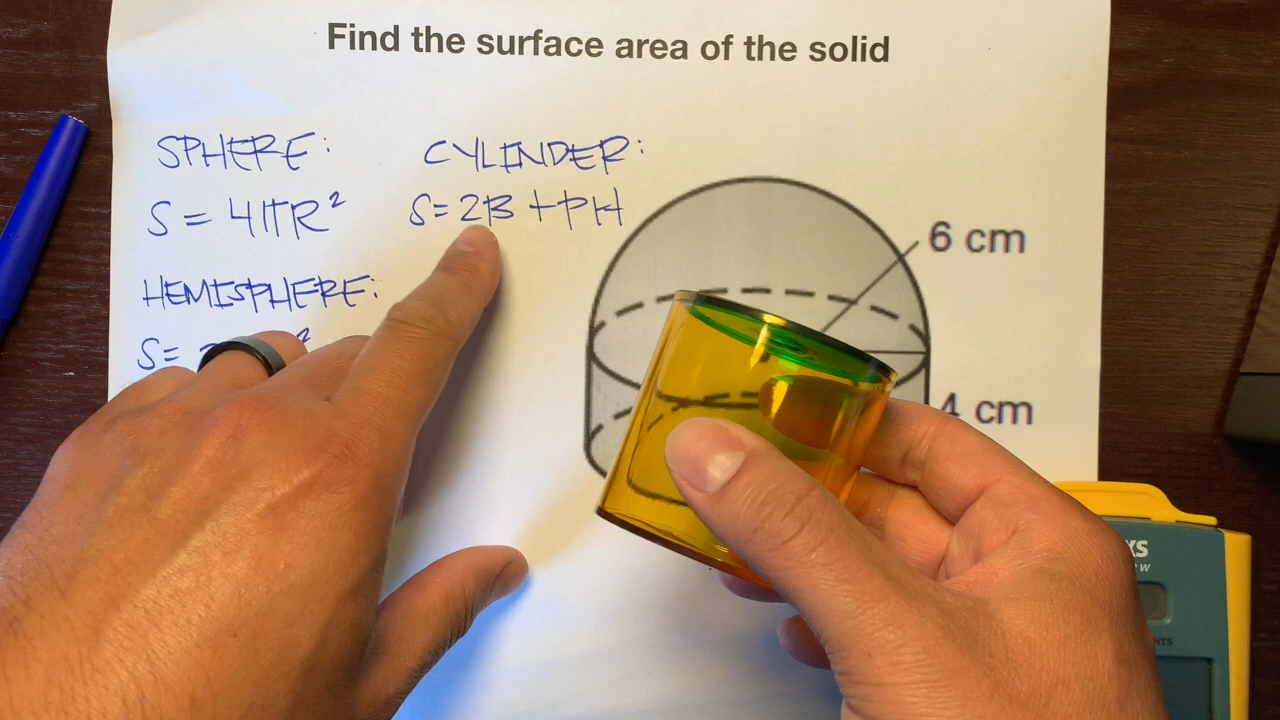 Find the surface area of the solid
SPHERE: CYLINDER:
S = 4πR² S=2B+PH
6 cm
HEMISPHERE:
S=
4 cm